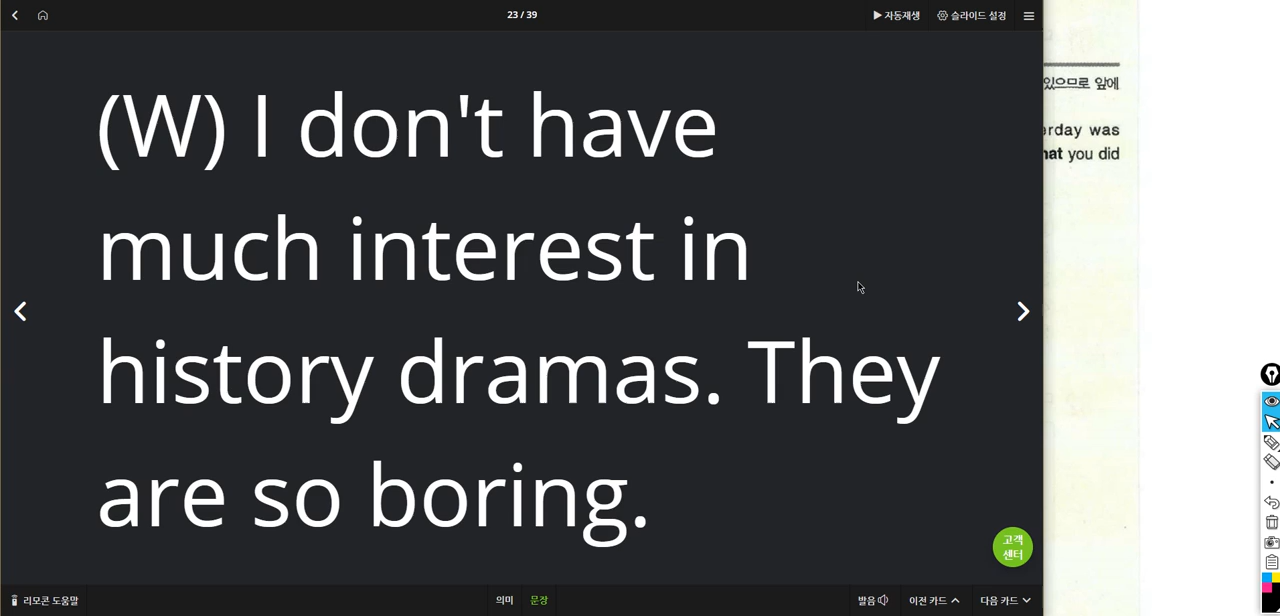 23 / 39
자동재생
슬라이드 설정
(W) I don't have
much interest in
history dramas. They
are so boring.
있으므로 앞에
erday was
hat you did
고객
센터
리모콘 도움말
의미
문장
발음
이전 카드
다음 카드